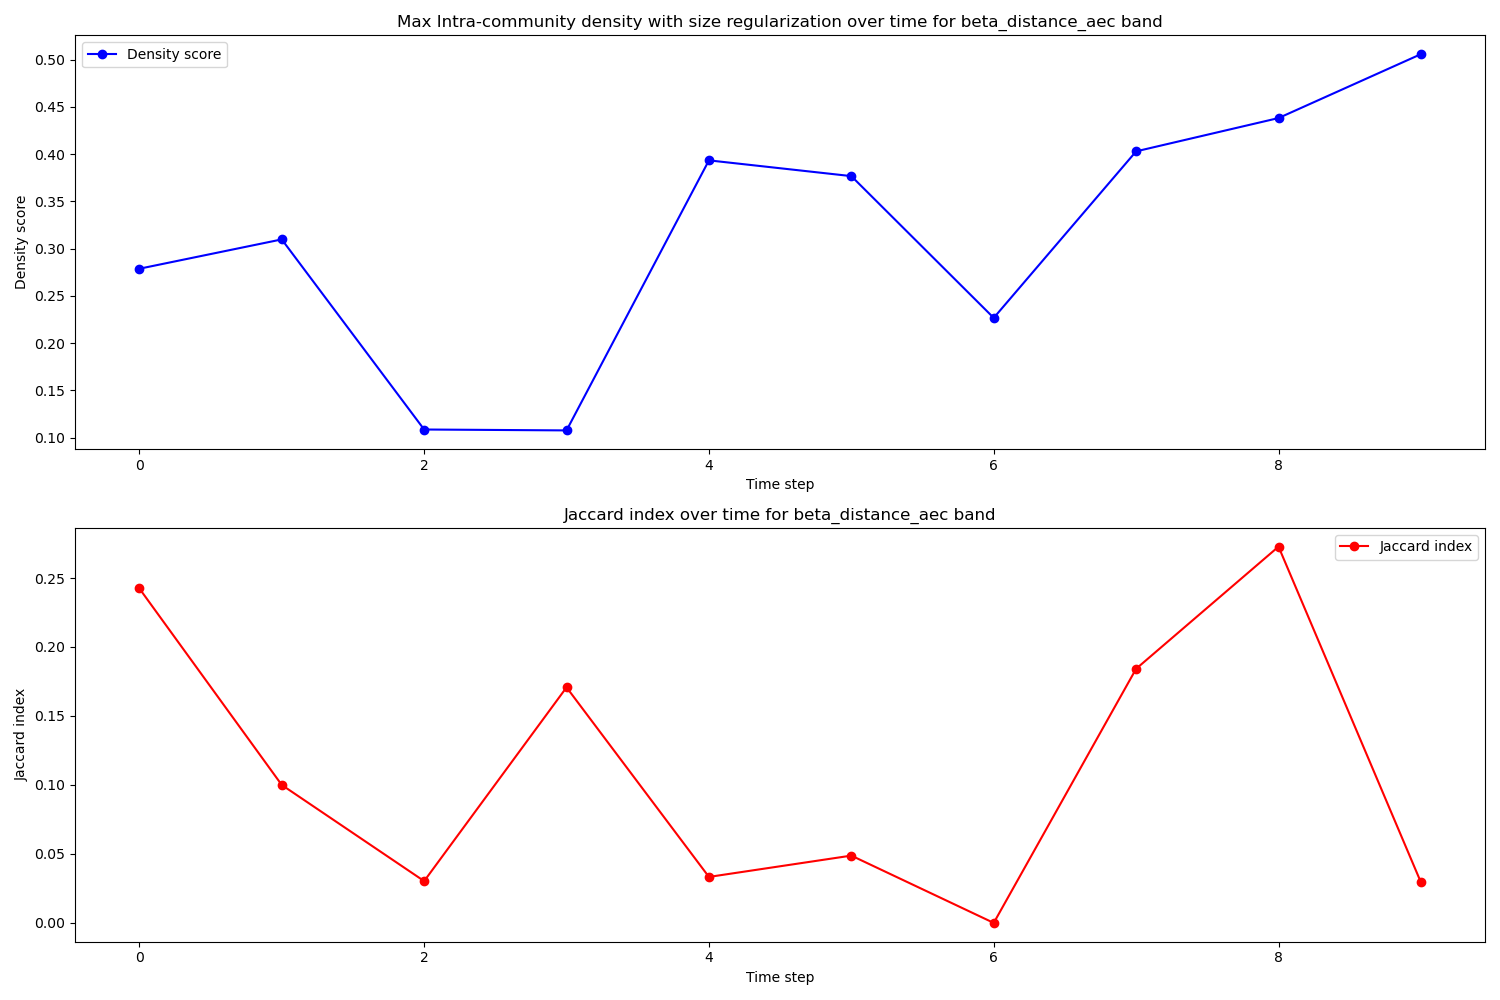 Max Intra-community density with size regularization over time for beta_distance_aec band
Density score
0.50
0.45
0.40
0.35
0.30
0.25
0.20
0.15
0.10
Density score
0 2 4 6 8
Time step
Jaccard index over time for beta_distance_aec band
Jaccard index
0.25
0.20
0.15
0.10
0.05
0.00
Jaccard index
0 2 4 6 8
Time step